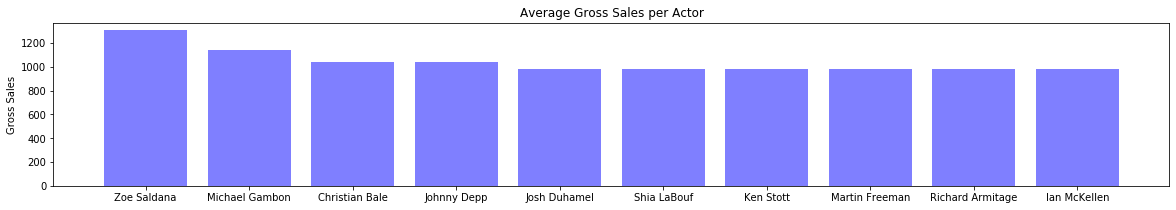 Average Gross Sales per Actor
Gross Sales
1200
1000
800
600
400
200
0
Zoe Saldana Michael Gambon Christian Bale Johnny Depp Josh Duhamel Shia LaBouf Ken Stott Martin Freeman Richard Armitage Ian McKellen